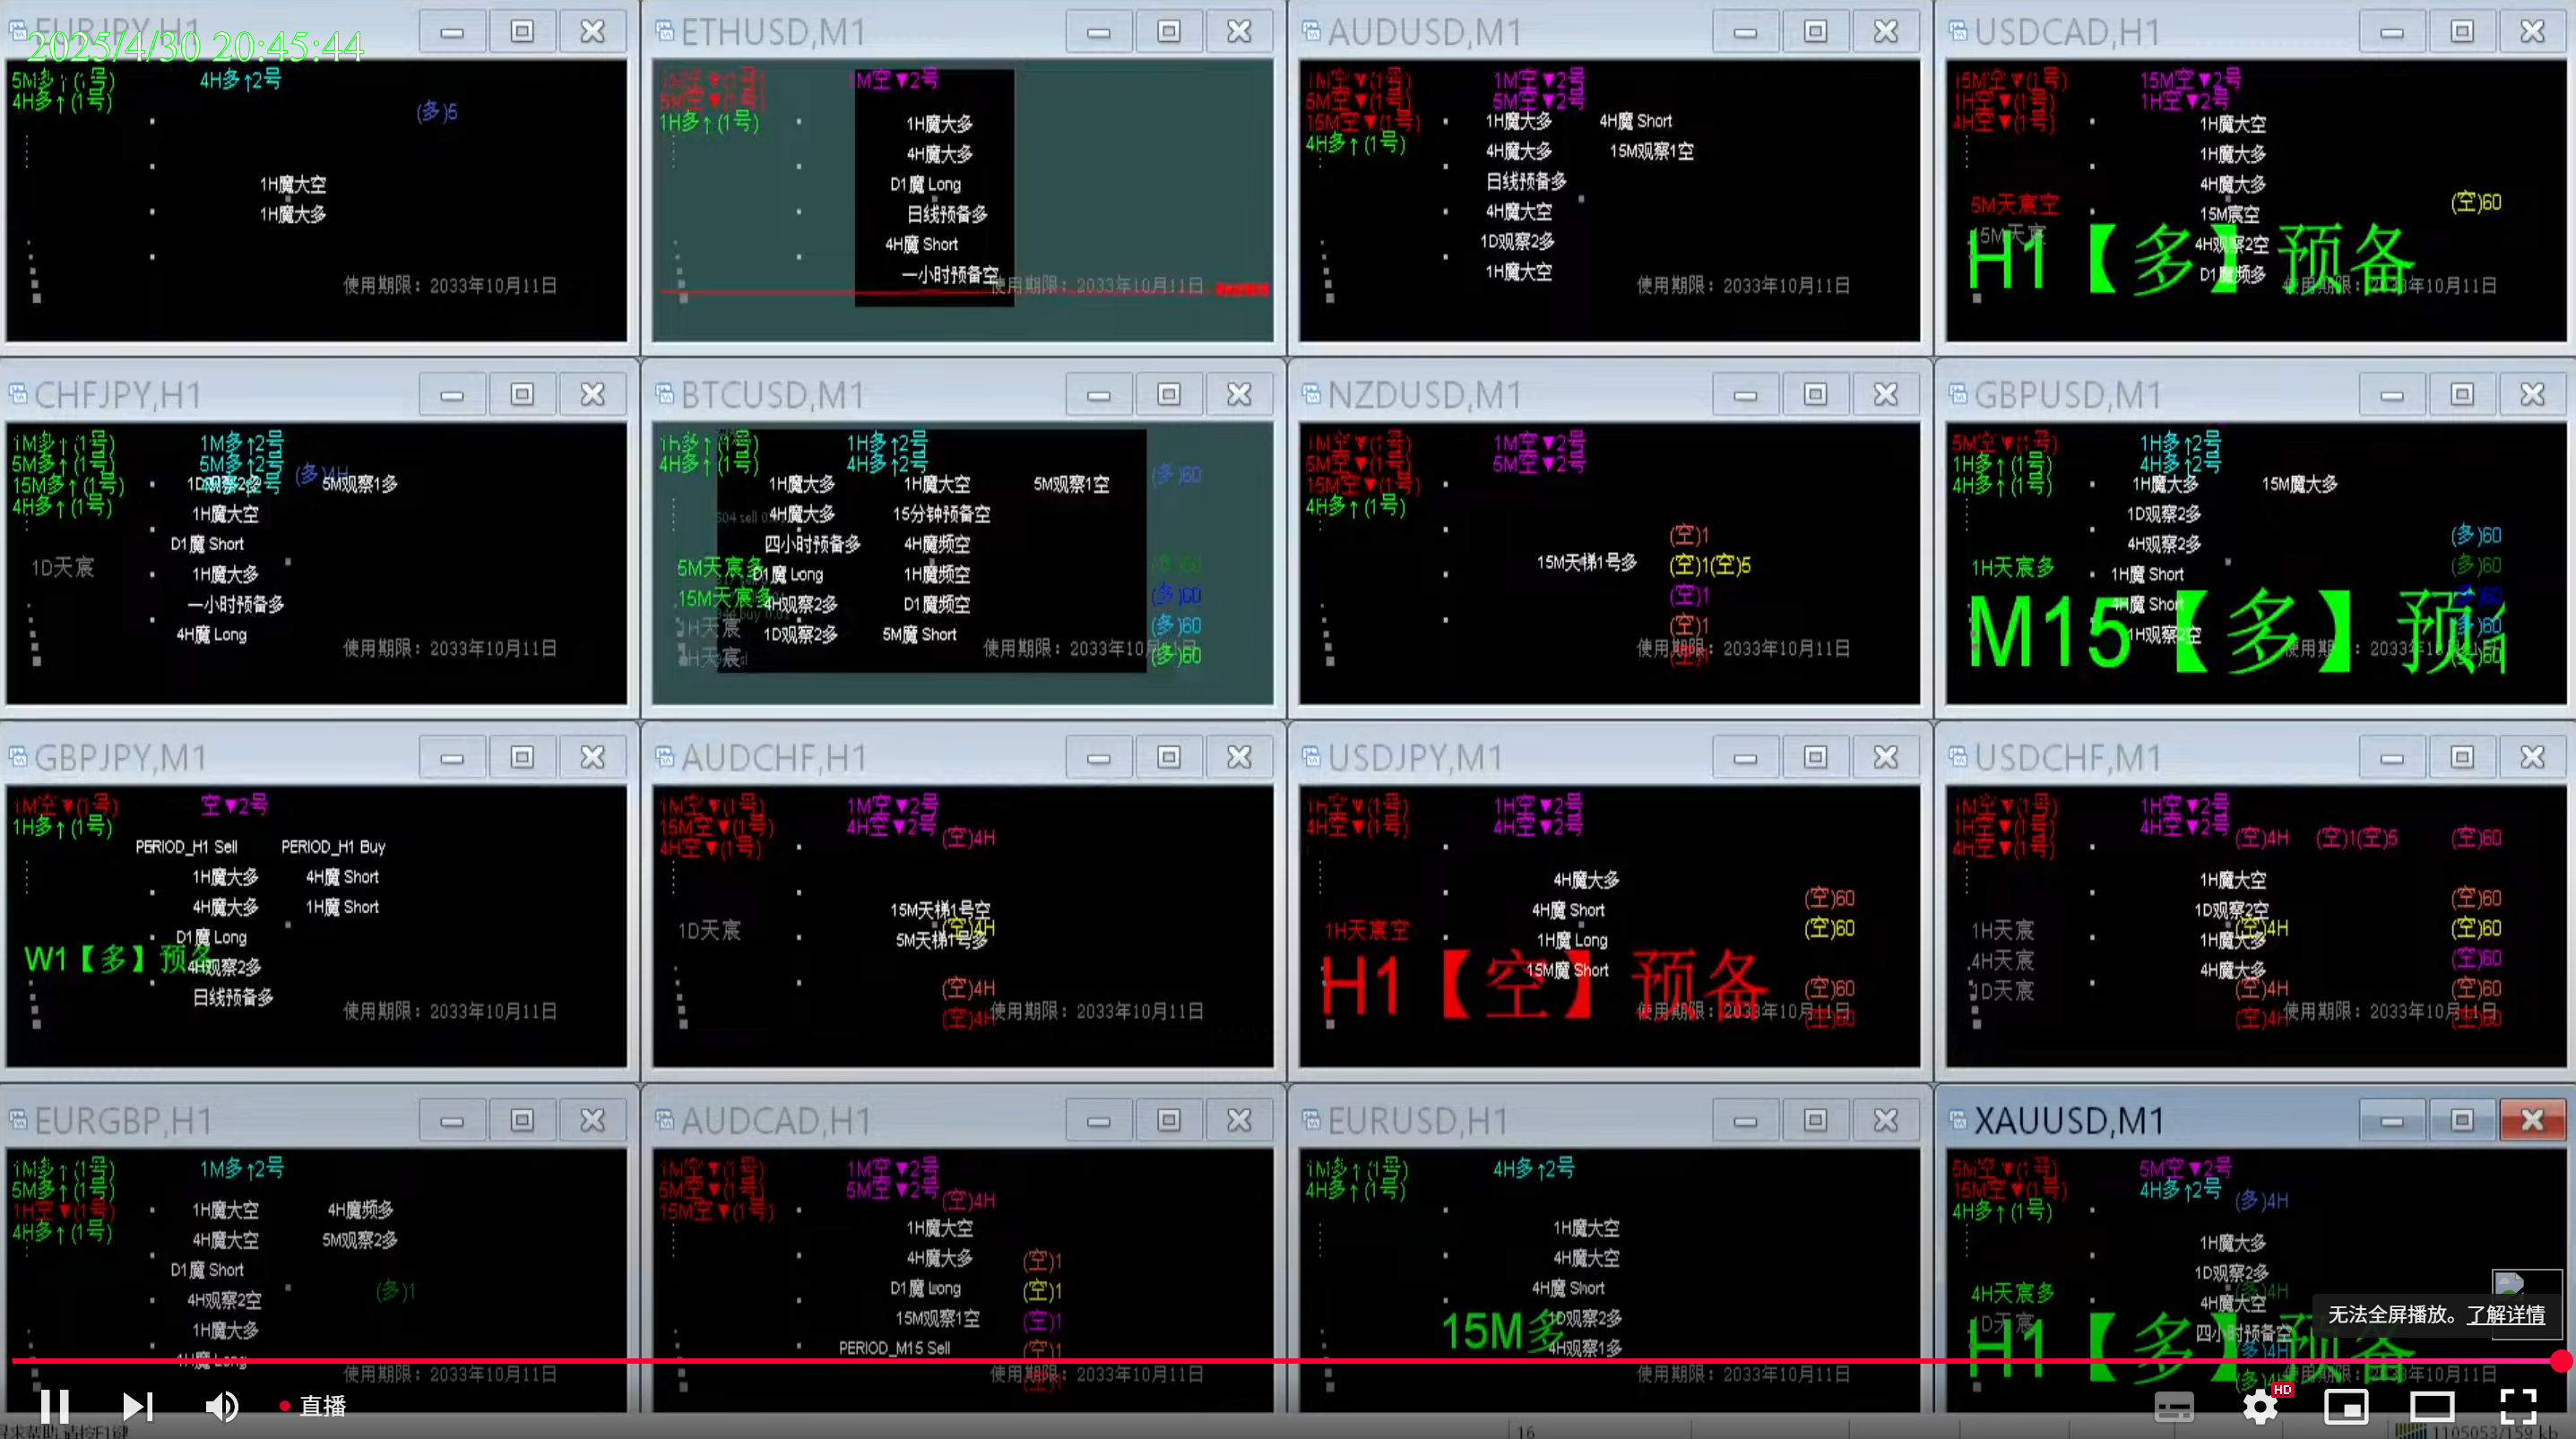 EURJPY,H1
2025/4/30 20:45:44
5M多↑(1号)
4H多↑(1号)
4H多↑2号
(多)5
1H魔大空
1H魔大多
使用期限：2033年10月11日
ETHUSD,M1
1M空▼(1号)
5M空▼(1号)
1H多↑(1号)
1M空▼2号
1H魔大多
4H魔大多
D1魔 Long
日线预备多
4H魔 Short
一小时预备空
使用期限：2033年10月11日
AUDUSD,M1
1M空▼(1号)
5M空▼(1号)
15M空▼(1号)
4H多↑(1号)
1M空▼2号
5M空▼2号
1H魔大多
4H魔大多
日线预备多
4H魔大空
1D观察2多
1H魔大空
4H魔 Short
15M观察1空
使用期限：2033年10月11日
USDCAD,H1
15M空▼(1号)
1H空▼(1号)
4H空▼(1号)
15M空▼2号
1H空▼2号
1H魔大空
1H魔大多
4H魔大多
15M宸空
4H观察2空
D1魔频多
(空)60
5M天宸空
15M天宸
H1【多】预备
使用期限：2033年10月11日
CHFJPY,H1
1M多↑(1号)
5M多↑(1号)
15M多↑(1号)
4H多↑(1号)
1M多↑2号
5M多↑2号
(多)4H
1D观察2多
5M观察1多
1H魔大空
D1魔 Short
1H魔大多
一小时预备多
4H魔 Long
1D天宸
使用期限：2033年10月11日
BTCUSD,M1
1H多↑(1号)
4H多↑(1号)
1H多↑2号
4H多↑2号
1H魔大多
4H魔大多
四小时预备多
D1魔 Long
4H观察2多
1D观察2多
1H魔大空
15分钟预备空
4H魔频空
1H魔频空
D1魔频空
5M魔 Short
5M观察1空
5M天宸多
15M天宸多
(多)60
(多)60
(多)60
(多)60
(多)60
使用期限：2033年10月11日
NZDUSD,M1
1M空▼(1号)
5M空▼(1号)
15M空▼(1号)
4H多↑(1号)
1M空▼2号
5M空▼2号
15M天梯1号多
(空)1
(空)1(空)5
(空)1
(空)1
使用期限：2033年10月11日
GBPUSD,M1
5M空▼(1号)
1H多↑(1号)
4H多↑(1号)
1H多↑2号
4H多↑2号
1H魔大多
15M魔大多
1D观察2多
4H观察2多
1H魔 Short
4H魔 Short
1H观察2空
1H天宸多
(多)60
(多)60
(多)60
(多)60
(多)60
M15【多】预
GBPJPY,M1
1M空▼(1号)
1H多↑(1号)
空▼2号
PERIOD_H1 Sell
PERIOD_H1 Buy
1H魔大多
4H魔 Short
4H魔大多
1H魔 Short
D1魔 Long
4H观察2多
日线预备多
W1【多】预备
使用期限：2033年10月11日
AUDCHF,H1
1M空▼(1号)
15M空▼(1号)
4H空▼(1号)
1M空▼2号
4H空▼2号
(空)4H
15M天梯1号空
(空)4H
5M天梯1号多
1D天宸
(空)4H
(空)4H
使用期限：2033年10月11日
USDJPY,M1
1H空▼(1号)
4H空▼(1号)
1H空▼2号
4H空▼2号
4H魔大多
4H魔 Short
1H魔 Long
15M魔 Short
1H天宸空
(空)60
(空)60
(空)60
(空)60
H1【空】预备
使用期限：2033年10月11日
USDCHF,M1
1M空▼(1号)
1H空▼(1号)
4H空▼(1号)
1H空▼2号
4H空▼2号
(空)4H
(空)1(空)5
(空)60
1H魔大空
1D观察2空
1H魔大多
4H魔大多
(空)4H
(空)4H
(空)4H
(空)60
(空)60
(空)60
(空)60
(空)60
1H天宸
4H天宸
1D天宸
使用期限：2033年10月11日
EURGBP,H1
1M多↑(1号)
5M多↑(1号)
1H空▼(1号)
4H多↑(1号)
1M多↑2号
1H魔大空
4H魔频多
4H魔大空
5M观察2多
D1魔 Short
4H观察2空
1H魔大多
4H魔 Long
(多)1
使用期限：2033年10月11日
AUDCAD,H1
1M空▼(1号)
5M空▼(1号)
15M空▼(1号)
1M空▼2号
5M空▼2号
(空)4H
1H魔大空
4H魔大多
D1魔 Long
15M观察1空
PERIOD_M15 Sell
(空)1
(空)1
(空)1
(空)1
使用期限：2033年10月11日
EURUSD,H1
1M多↑(1号)
4H多↑(1号)
4H多↑2号
1H魔大空
4H魔大空
4H魔 Short
1D观察2多
4H观察1多
15M多
使用期限：2033年10月11日
XAUUSD,M1
5M空▼(1号)
15M空▼(1号)
4H多↑(1号)
5M空▼2号
4H多↑2号
(多)4H
1H魔大多
1D观察2多
4H魔大空
四小时预备空
4H天宸多
1D天宸
H1【多】预备
使用期限：2033年10月11日
无法全屏播放。了解详情
直播
HD
16
1105053/159 kb